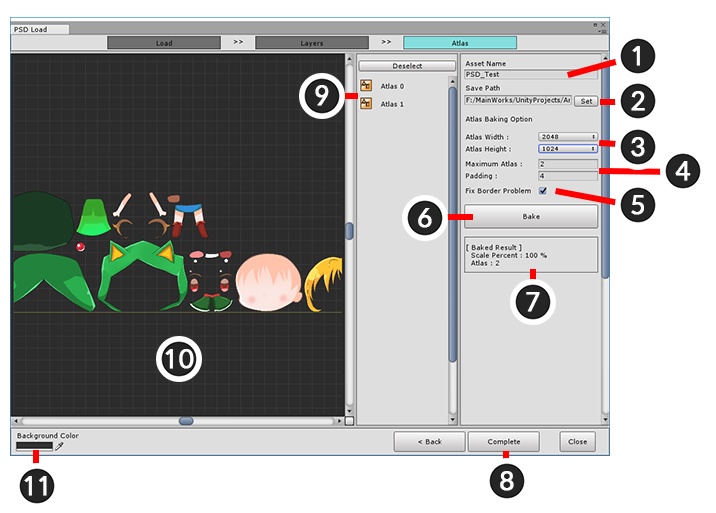 PSD Load
Load >> Layers >> Atlas
Deselect
Atlas 0
Atlas 1
Asset Name
PSD_Test
Save Path
F:/MainWorks/UnityProjects/Ar Set
Atlas Baking Option
Atlas Width : 2048
Atlas Height : 1024
Maximum Atlas : 2
Padding : 4
Fix Border Problem
Bake
[ Baked Result ]
Scale Percent : 100 %
Atlas : 2
Background Color
< Back Complete Close
1
2
3
4
5
6
7
8
9
10
11